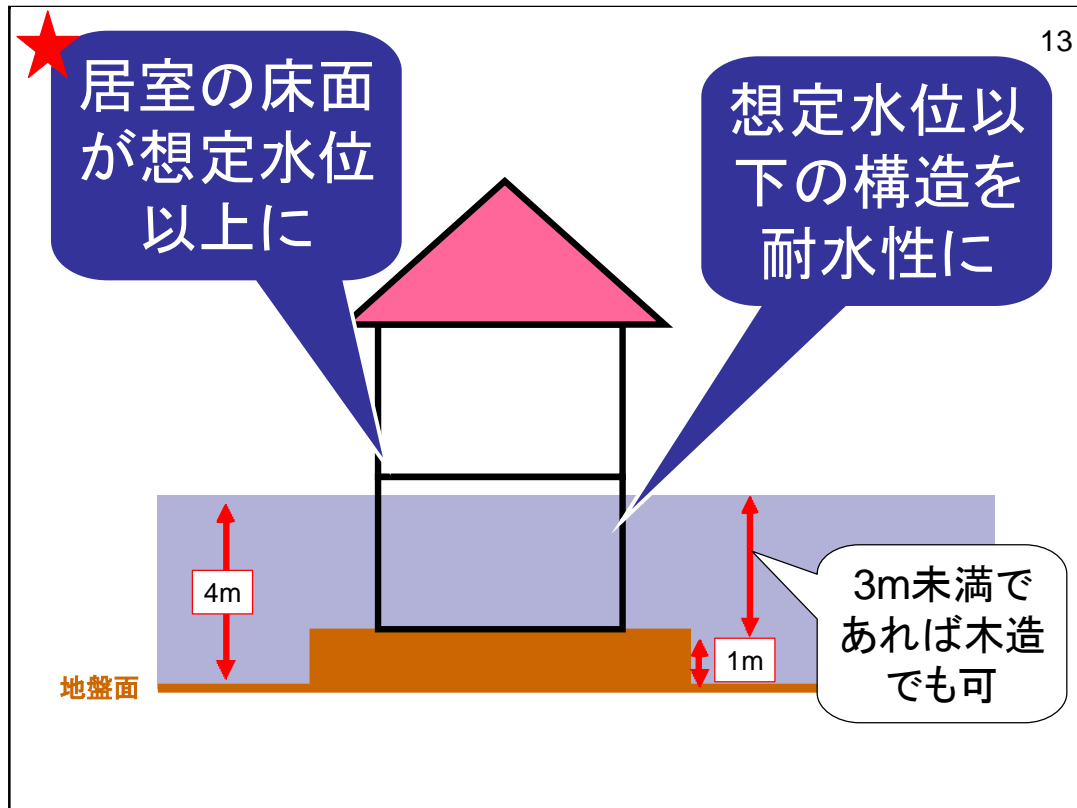 13
居室の床面
が想定水位
以上に
想定水位以
下の構造を
耐水性に
4m
3m未満で
あれば木造
でも可
1m
地盤面